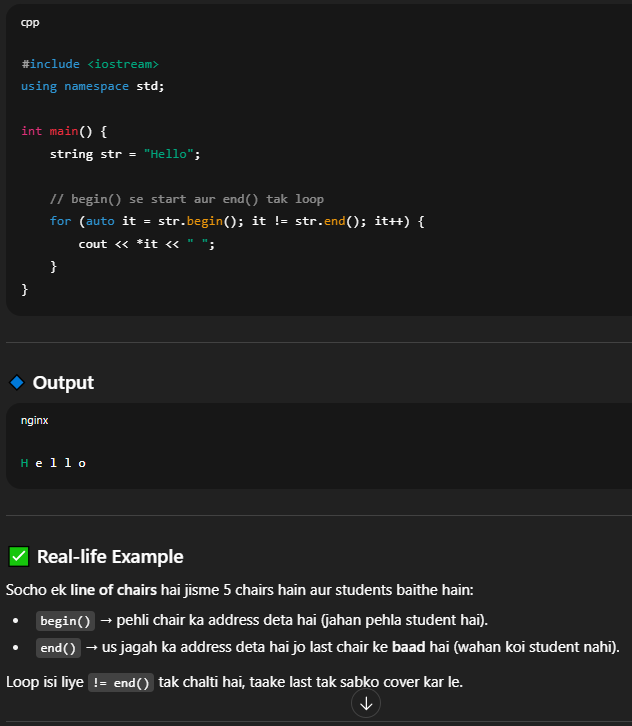 cpp
#include <iostream>
using namespace std;
int main() {
    string str = "Hello";
    // begin() se start aur end() tak loop
    for (auto it = str.begin(); it != str.end(); it++) {
        cout << *it << " ";
    }
}
Output
nginx
H e l l o
Real-life Example
Socho ek line of chairs hai jisme 5 chairs hain aur students baithe hain:
• begin() → pehli chair ka address deta hai (jahan pehla student hai).
• end() → us jagah ka address deta hai jo last chair ke baad hai (wahan koi student nahi).
Loop isi liye != end() tak chalti hai, taake last tak sabko cover kar le.